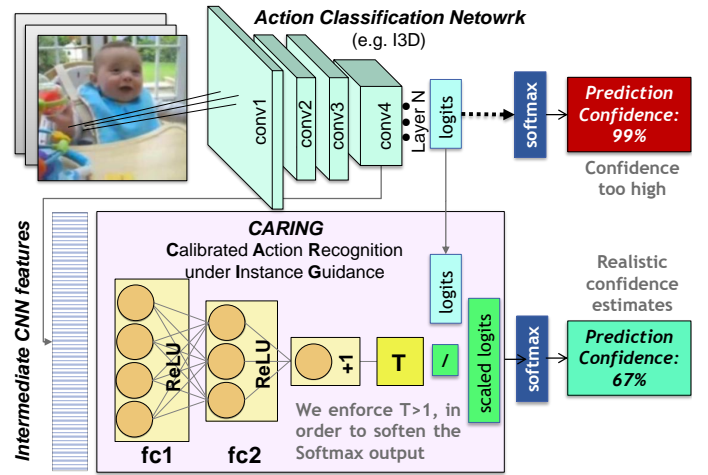 Action Classification Netowrk
(e.g. I3D)
conv1
conv2
conv3
conv4
Layer N
logits
softmax
Prediction
Confidence:
99%
Confidence
too high
Intermediate CNN features
CARING
Calibrated Action Recognition
under Instance Guidance
ReLU
fc1
ReLU
fc2
+1
T
/
logits
scaled logits
We enforce T>1, in
order to soften the
Softmax output
softmax
Realistic
confidence
estimates
Prediction
Confidence:
67%